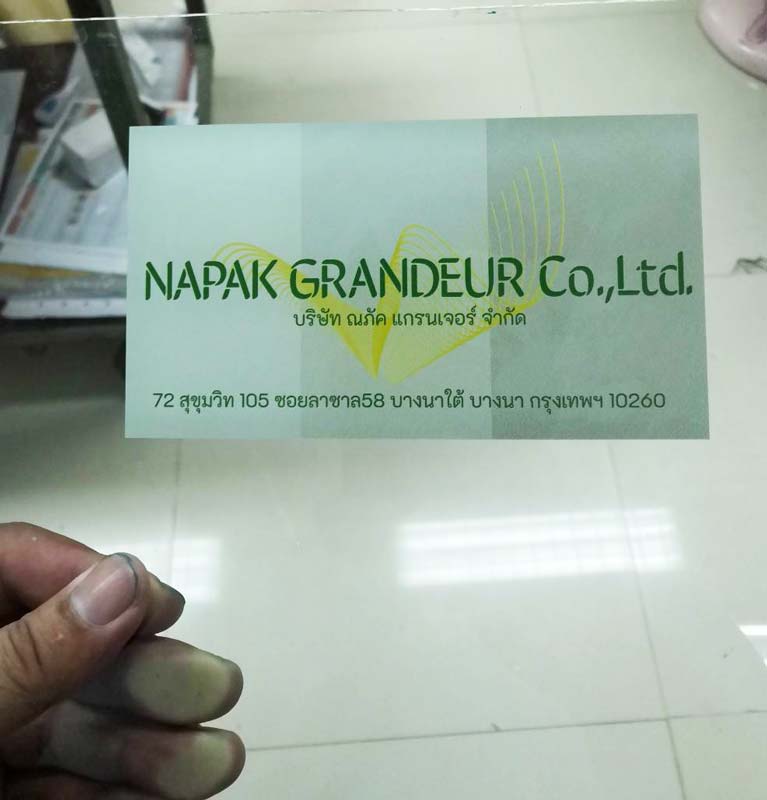 NAPAK GRANDEUR Co.,Ltd.
บริษัท ณภัค แกรนเจอร์ จำกัด
72 สุขุมวิท 105 ซอยลาซาล58 บางนาใต้ บางนา กรุงเทพฯ 10260